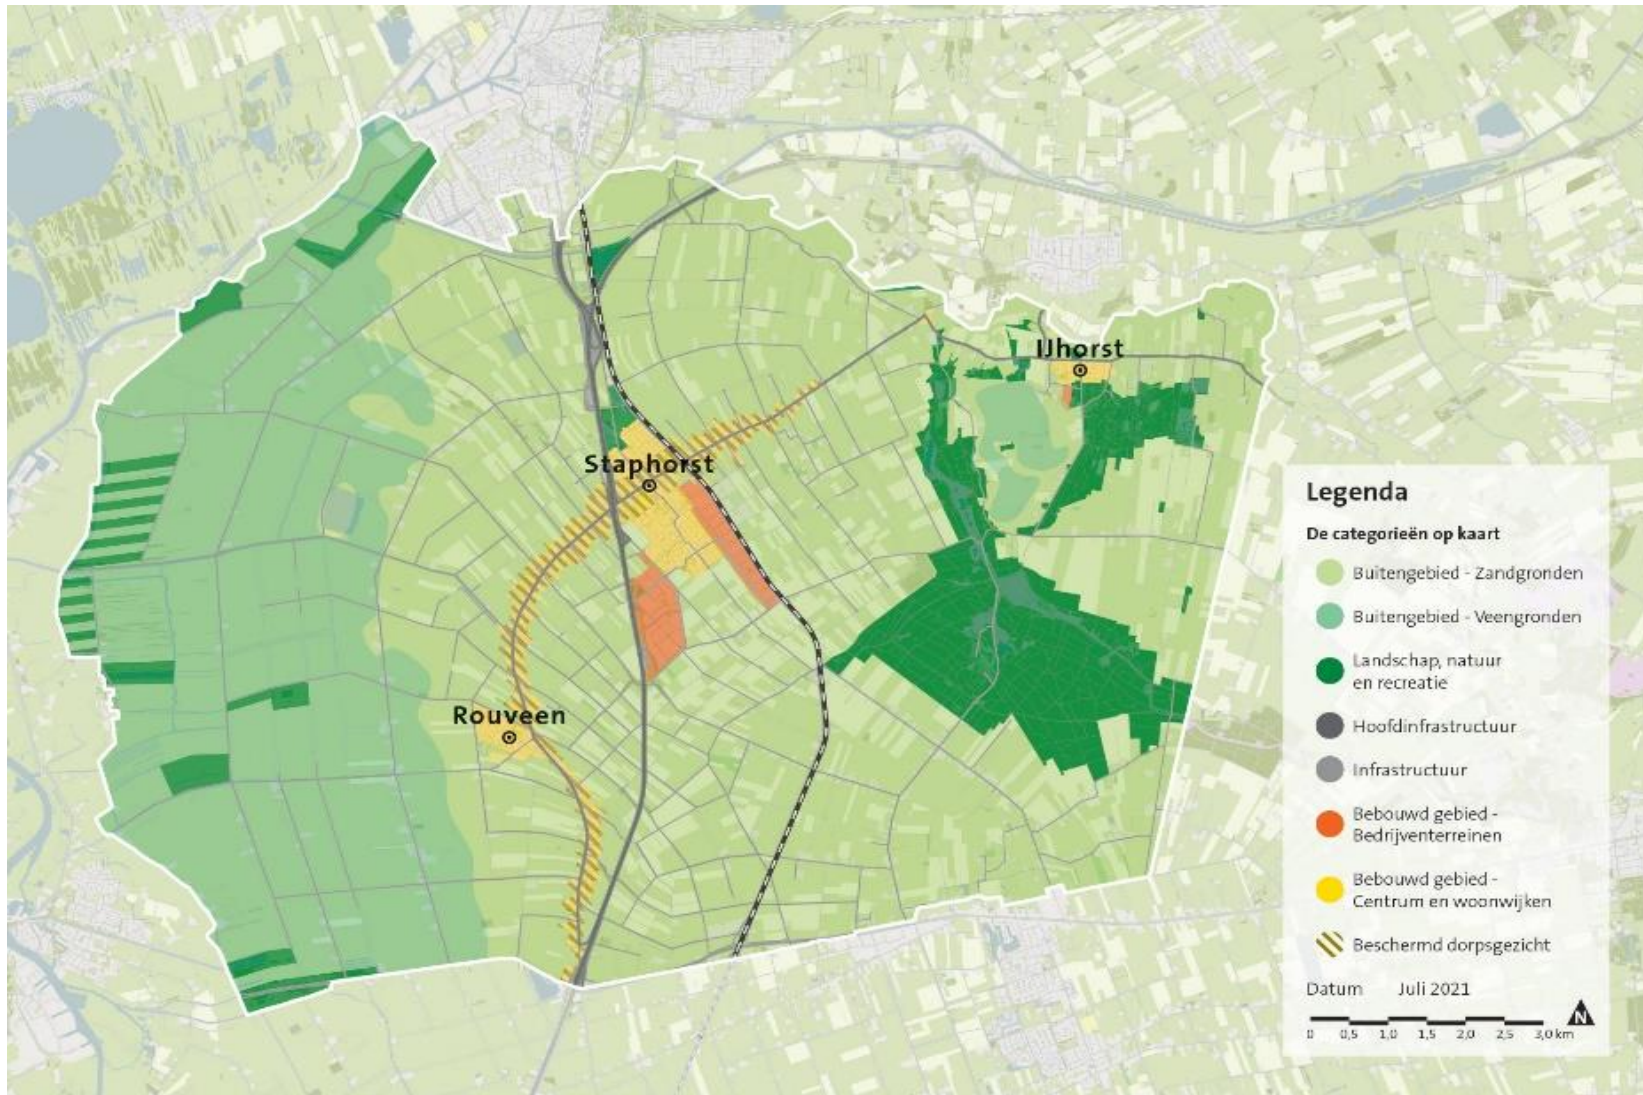 IJhorst
Staphorst
Rouveen
Legenda
De categorieën op kaart
Buitengebied - Zandgronden
Buitengebied - Veengronden
Landschap, natuur
en recreatie
Hoofdinfrastructuur
Infrastructuur
Bebouwd gebied -
Bedrijventerreinen
Bebouwd gebied -
Centrum en woonwijken
Beschermd dorpsgezicht
Datum Juli 2021
N
0 0,5 1,0 1,5 2,0 2,5 3,0 km